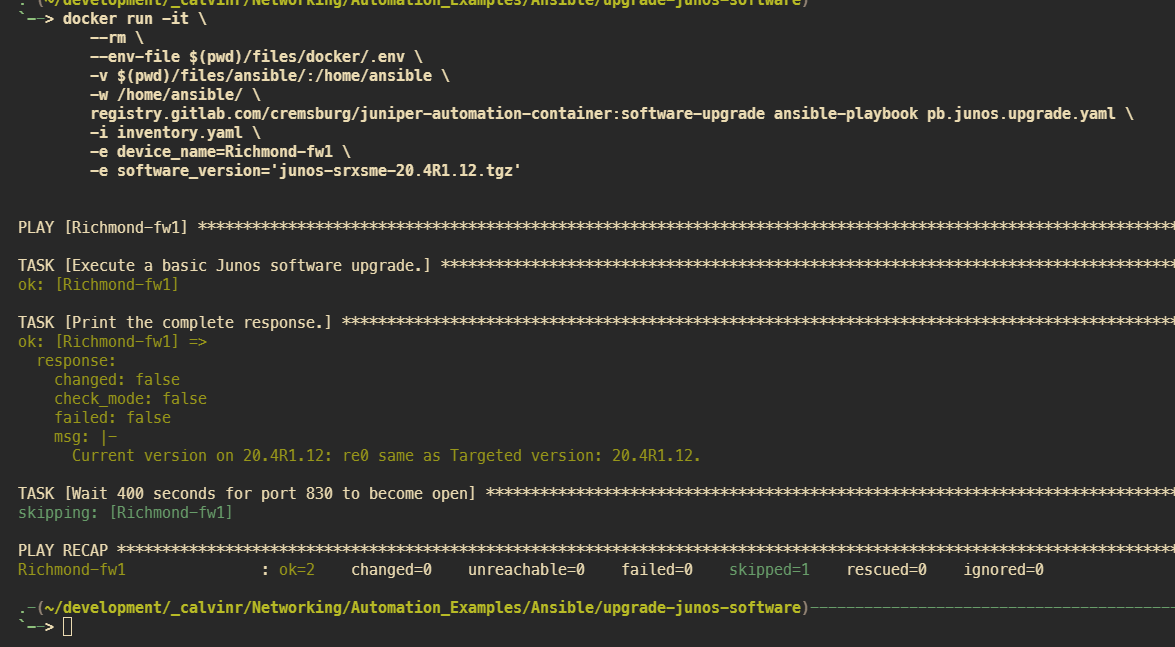 .-(~/development/_calvinr/Networking/Automation_Examples/Ansible/upgrade-junos-software)
`--> docker run -it \
        --rm \
        --env-file $(pwd)/files/docker/.env \
        -v $(pwd)/files/ansible/:/home/ansible \
        -w /home/ansible/ \
        registry.gitlab.com/cremsburg/juniper-automation-container:software-upgrade ansible-playbook pb.junos.upgrade.yaml \
        -i inventory.yaml \
        -e device_name=Richmond-fw1 \
        -e software_version='junos-srxsme-20.4R1.12.tgz'
PLAY [Richmond-fw1] ************************************************************************************************************
TASK [Execute a basic Junos software upgrade.] *********************************************************************************
ok: [Richmond-fw1]
TASK [Print the complete response.] ********************************************************************************************
ok: [Richmond-fw1] =>
  response:
    changed: false
    check_mode: false
    failed: false
    msg: |-
      Current version on 20.4R1.12: re0 same as Targeted version: 20.4R1.12.
TASK [Wait 400 seconds for port 830 to become open] ****************************************************************************
skipping: [Richmond-fw1]
PLAY RECAP *********************************************************************************************************************
Richmond-fw1               : ok=2    changed=0    unreachable=0    failed=0    skipped=1    rescued=0    ignored=0
.-(~/development/_calvinr/Networking/Automation_Examples/Ansible/upgrade-junos-software)-----------------------------------------
`-->